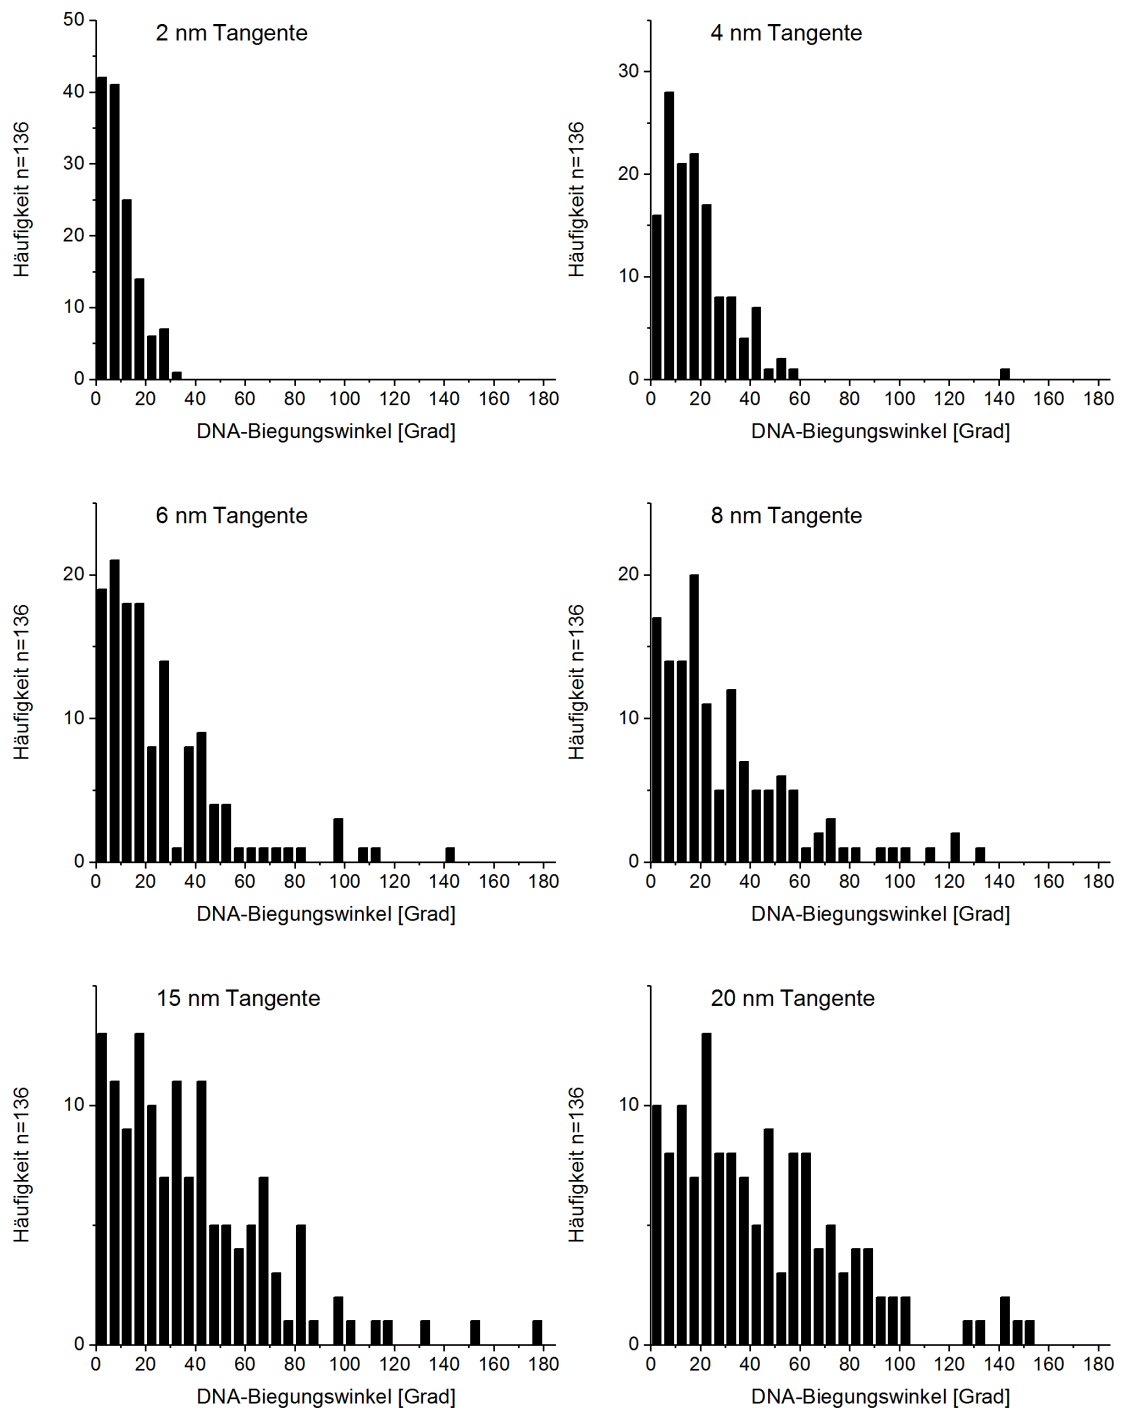 2 nm Tangente
50
40
30
20
10
0
Häufigkeit n=136
0 20 40 60 80 100 120 140 160 180
DNA-Biegungswinkel [Grad]
4 nm Tangente
30
20
10
0
Häufigkeit n=136
0 20 40 60 80 100 120 140 160 180
DNA-Biegungswinkel [Grad]
6 nm Tangente
20
10
0
Häufigkeit n=136
0 20 40 60 80 100 120 140 160 180
DNA-Biegungswinkel [Grad]
8 nm Tangente
20
10
0
Häufigkeit n=136
0 20 40 60 80 100 120 140 160 180
DNA-Biegungswinkel [Grad]
15 nm Tangente
10
0
Häufigkeit n=136
0 20 40 60 80 100 120 140 160 180
DNA-Biegungswinkel [Grad]
20 nm Tangente
10
0
Häufigkeit n=136
0 20 40 60 80 100 120 140 160 180
DNA-Biegungswinkel [Grad]